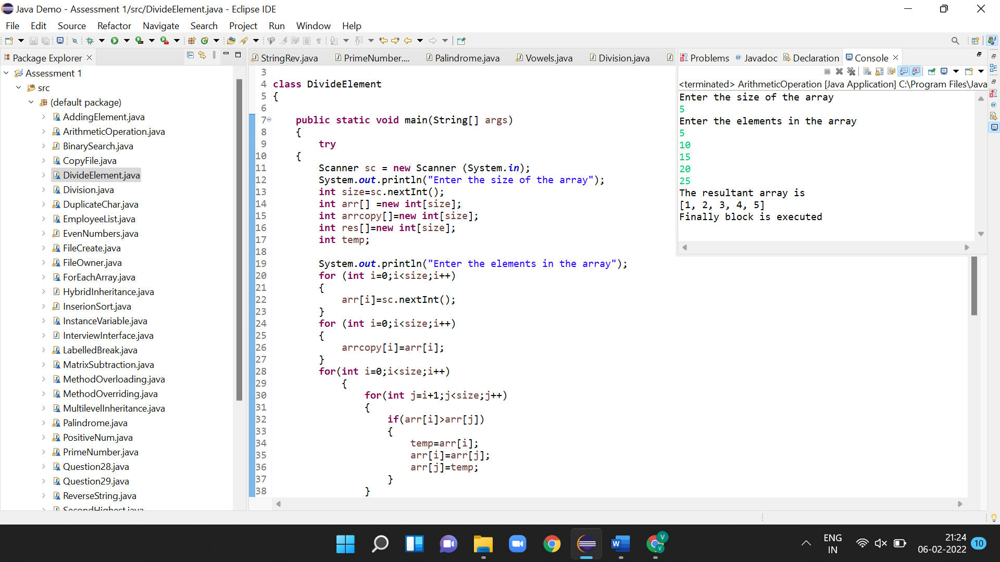 Java Demo - Assessment 1/src/DivideElement.java - Eclipse IDE
File Edit Source Refactor Navigate Search Project Run Window Help
Package Explorer
Assessment 1
src
(default package)
AddingElement.java
ArithmeticOperation.java
BinarySearch.java
CopyFile.java
DivideElement.java
Division.java
DuplicateChar.java
EmployeeList.java
EvenNumbers.java
FileCreate.java
FileOwner.java
ForEachArray.java
HybridInheritance.java
InserionSort.java
InstanceVariable.java
InterviewInterface.java
LabelledBreak.java
MatrixSubtraction.java
MethodOverloading.java
MethodOverriding.java
MultilevelInheritance.java
Palindrome.java
PositiveNum.java
PrimeNumber.java
Question28.java
Question29.java
ReverseString.java
SecondHighest.java
StringRev.java PrimeNumber.... Palindrome.java Vowels.java Division.java
3
4 class DivideElement
5 {
6
7 public static void main(String[] args)
8 {
9 try
10 {
11 Scanner sc = new Scanner (System.in);
12 System.out.println("Enter the size of the array");
13 int size=sc.nextInt();
14 int arr[] =new int[size];
15 int arrcopy[]=new int[size];
16 int res[]=new int[size];
17 int temp;
18
19 System.out.println("Enter the elements in the array");
20 for (int i=0;i<size;i++)
21 {
22 arr[i]=sc.nextInt();
23 }
24 for (int i=0;i<size;i++)
25 {
26 arrcopy[i]=arr[i];
27 }
28 for(int i=0;i<size;i++)
29 {
30 for(int j=i+1;j<size;j++)
31 {
32 if(arr[i]>arr[j])
33 {
34 temp=arr[i];
35 arr[i]=arr[j];
36 arr[j]=temp;
37 }
38 }
Problems @ Javadoc Declaration Console
<terminated> ArithmeticOperation [Java Application] C:\Program Files\Java
Enter the size of the array
5
Enter the elements in the array
5
10
15
20
25
The resultant array is
[1, 2, 3, 4, 5]
Finally block is executed
ENG
IN
21:24
06-02-2022
10